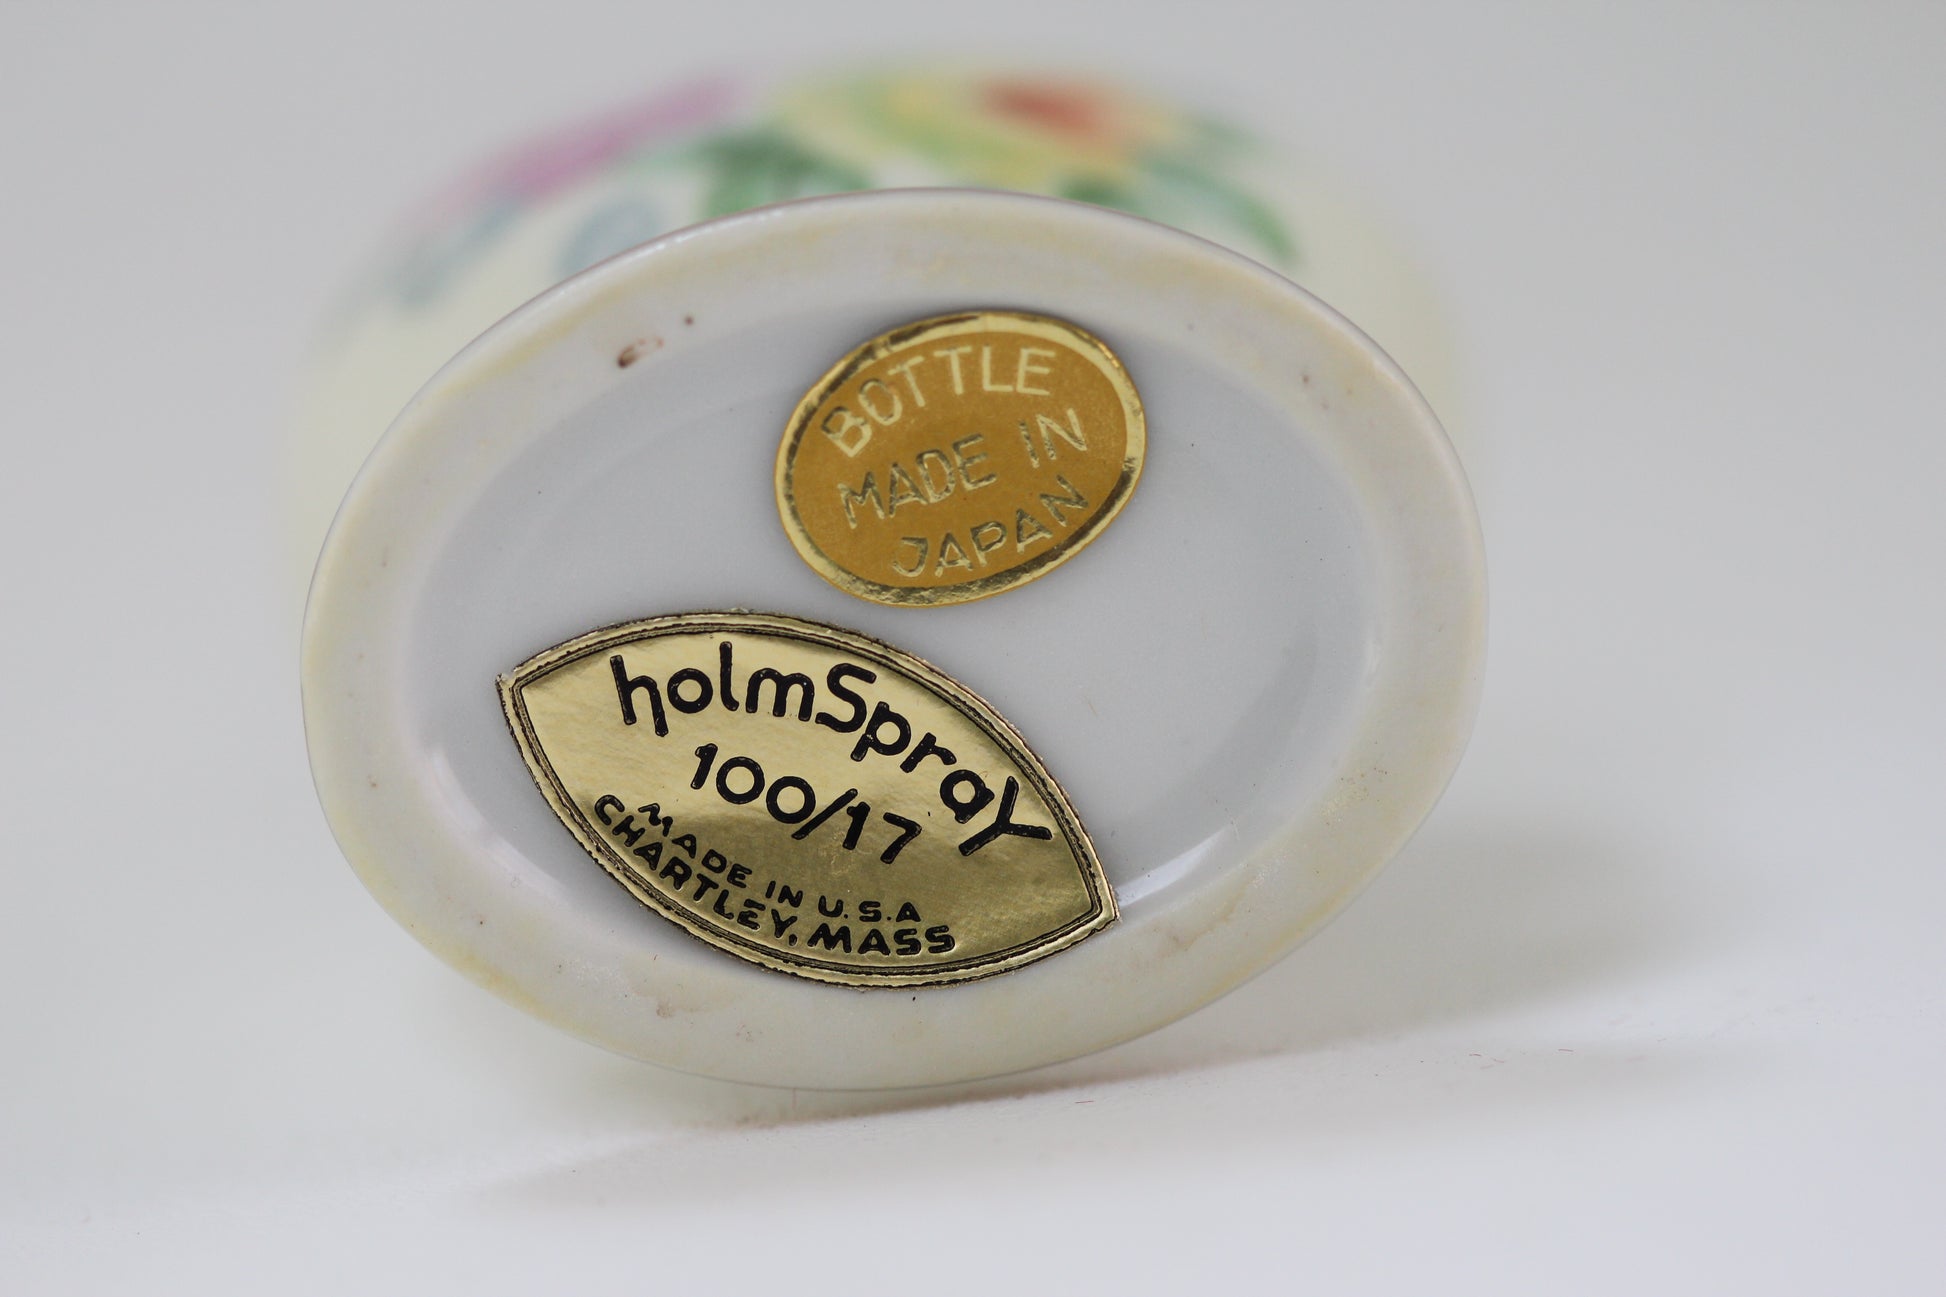 BOTTLE
MADE IN
JAPAN
holmSpraY
100/17
MADE IN U.S.A
CHARTLEY, MASS